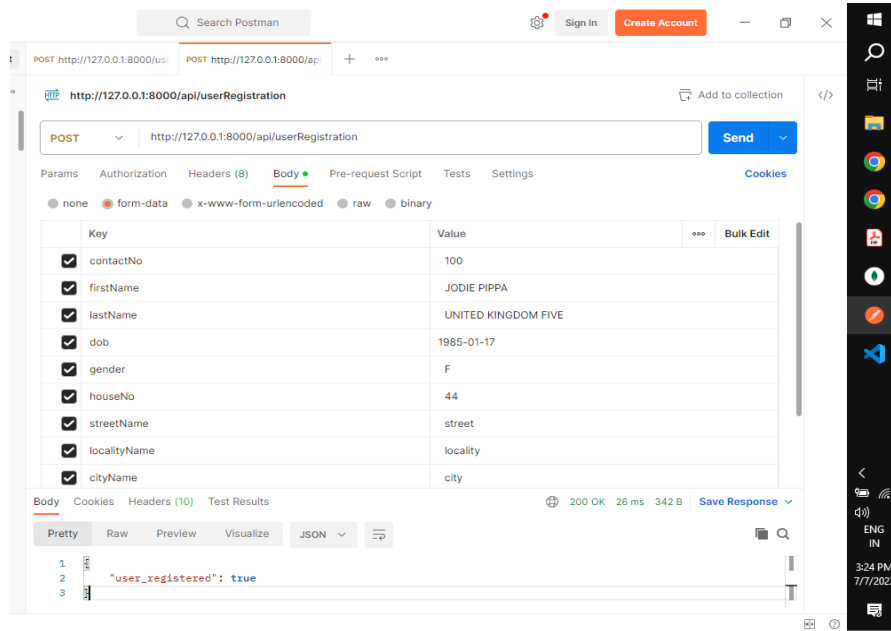 Search Postman
Sign In
Create Account
POST http://127.0.0.1:8000/use
POST http://127.0.0.1:8000/api
HTTP http://127.0.0.1:8000/api/userRegistration
Add to collection
</>
POST http://127.0.0.1:8000/api/userRegistration
Send
Params Authorization Headers (8) Body Pre-request Script Tests Settings Cookies
none form-data x-www-form-urlencoded raw binary
Key Value Bulk Edit
contactNo 100
firstName JODIE PIPPA
lastName UNITED KINGDOM FIVE
dob 1985-01-17
gender F
houseNo 44
streetName street
localityName locality
cityName city
Body Cookies Headers (10) Test Results 200 OK 26 ms 342 B Save Response
Pretty Raw Preview Visualize JSON
1 {
2 "user_registered": true
3 }
ENG
IN
3:24 PM
7/7/202